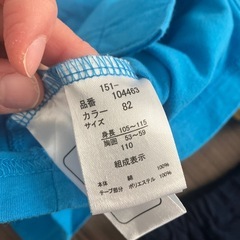 151-
品番 104463
カラー 82
サイズ
身長 105~115
胸囲 53~59
110
組成表示
本体 綿 100%
テープ部分 ポリエステル 100%